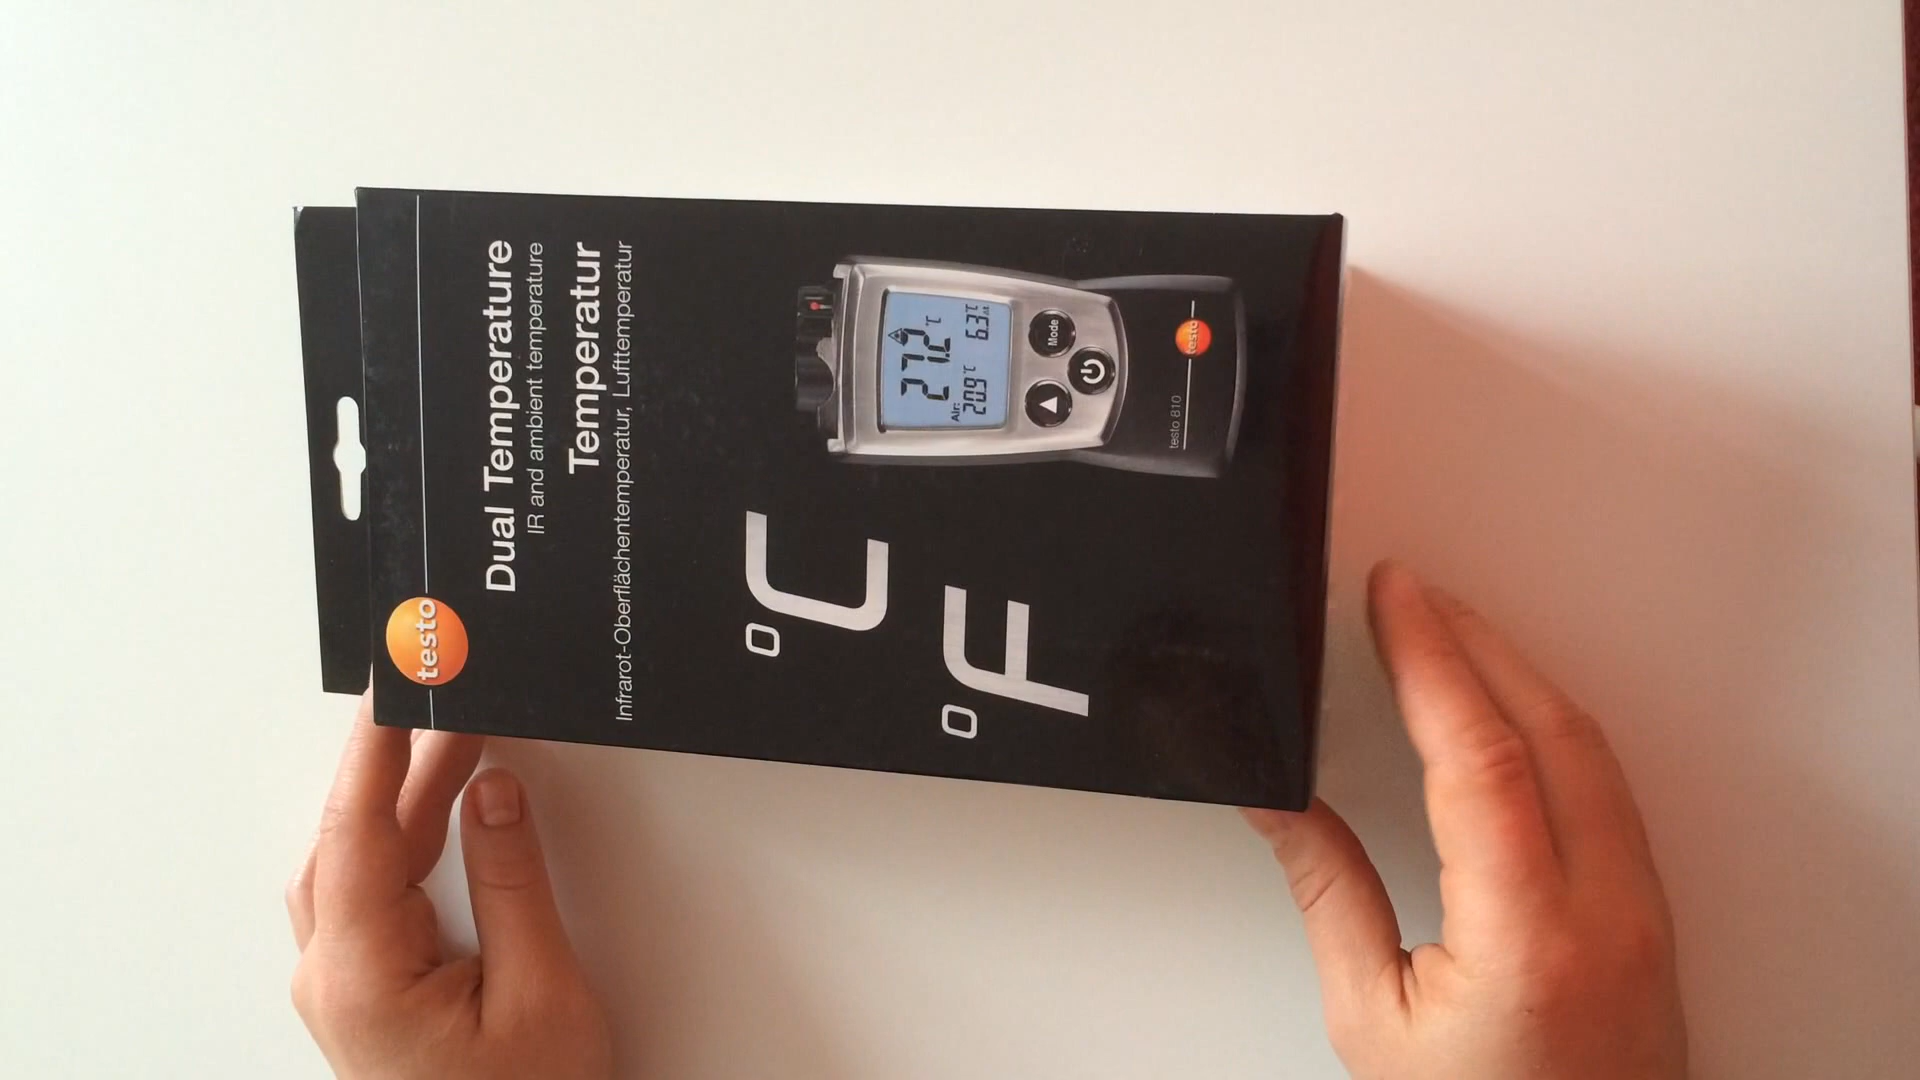 testo
Dual Temperature
IR and ambient temperature
Temperatur
Infrarot-Oberflächentemperatur, Lufttemperatur
°C
°F
27.2 °C
Air:
20.9 °C
6.3 °C
Mode
testo
testo 810